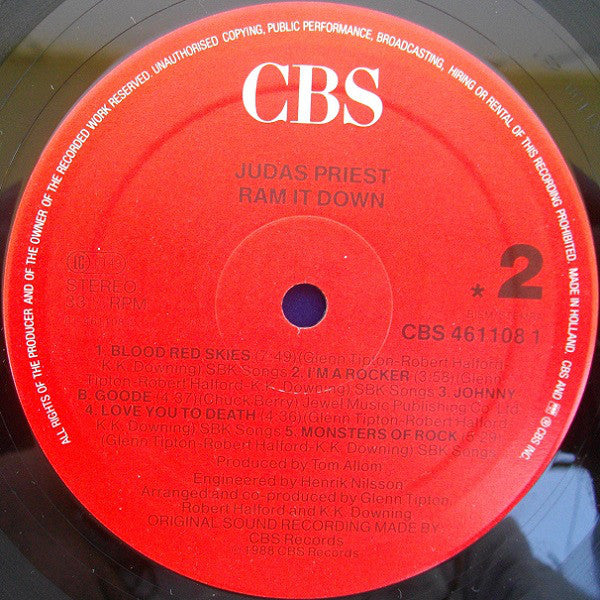 ALL RIGHTS OF THE PRODUCER AND OF THE OWNER OF THE RECORDED WORK RESERVED. UNAUTHORISED COPYING, PUBLIC PERFORMANCE, BROADCASTING, HIRING OR RENTAL OF THIS RECORDING PROHIBITED. MADE IN HOLLAND. CBS AND ℗ CBS INC.
CBS
JUDAS PRIEST
RAM IT DOWN
STEREO
33 RPM
* 2
CBS 461108 1
1. BLOOD RED SKIES (7:49) (Glenn Tipton-Robert Halford-
K.K. Downing) SBK Songs 2. I'M A ROCKER (3:58) (Glenn
Tipton-Robert Halford-K.K. Downing) SBK Songs 3. JOHNNY
B. GOODE (4:37) (Chuck Berry) Jewel Music Publishing Co. Ltd.
4. LOVE YOU TO DEATH (4:36) (Glenn Tipton-Robert Halford-
K.K. Downing) SBK Songs 5. MONSTERS OF ROCK
(Glenn Tipton-Robert Halford-K.K. Downing) SBK Songs
Produced by Tom Allom
Engineered by Henrik Nilsson
Arranged and co-produced by Glenn Tipton,
Robert Halford and K.K. Downing
ORIGINAL SOUND RECORDING MADE BY
CBS Records
1988 CBS Records